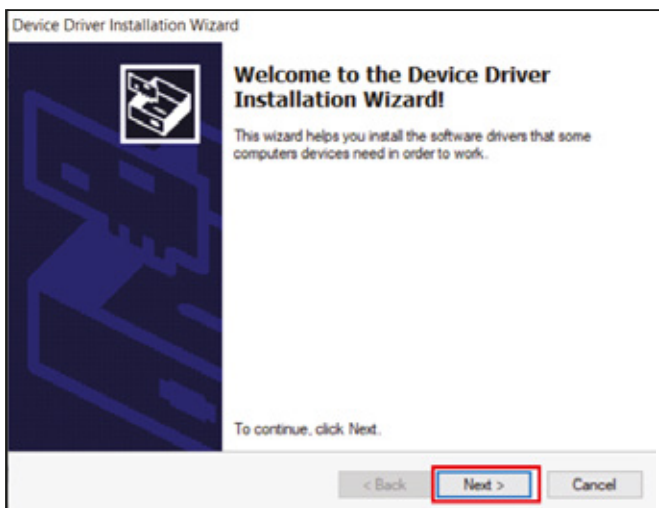 Device Driver Installation Wizard
Welcome to the Device Driver
Installation Wizard!
This wizard helps you install the software drivers that some
computers devices need in order to work.
To continue, click Next.
< Back
Next >
Cancel